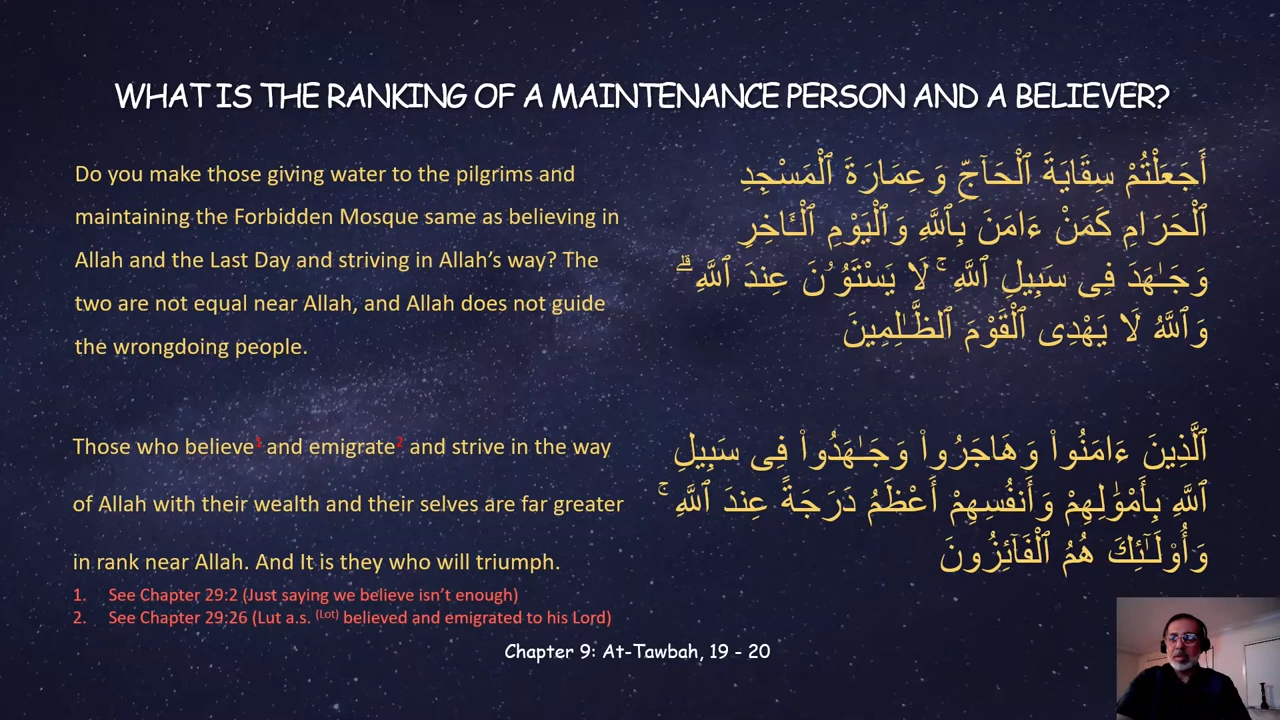 WHAT IS THE RANKING OF A MAINTENANCE PERSON AND A BELIEVER?
Do you make those giving water to the pilgrims and
maintaining the Forbidden Mosque same as believing in
Allah and the Last Day and striving in Allah’s way? The
two are not equal near Allah, and Allah does not guide
the wrongdoing people.
أَجَعَلْتُمْ سِقَايَةَ ٱلْحَآجِّ وَعِمَارَةَ ٱلْمَسْجِدِ
ٱلْحَرَامِ كَمَنْ ءَامَنَ بِٱللَّهِ وَٱلْيَوْمِ ٱلْـَٔاخِرِ
وَجَـٰهَدَ فِى سَبِيلِ ٱللَّهِ ۚ لَا يَسْتَوُۥنَ عِندَ ٱللَّهِ ۗ
وَٱللَّهُ لَا يَهْدِى ٱلْقَوْمَ ٱلظَّـٰلِمِينَ
Those who believe1 and emigrate2 and strive in the way
of Allah with their wealth and their selves are far greater
in rank near Allah. And It is they who will triumph.
ٱلَّذِينَ ءَامَنُوا۟ وَهَاجَرُوا۟ وَجَـٰهَدُوا۟ فِى سَبِيلِ
ٱللَّهِ بِأَمْوَٰلِهِمْ وَأَنفُسِهِمْ أَعْظَمُ دَرَجَةً عِندَ ٱللَّهِ ۚ
وَأُو۟لَـٰٓئِكَ هُمُ ٱلْفَآئِزُونَ
1. See Chapter 29:2 (Just saying we believe isn’t enough)
2. See Chapter 29:26 (Lut a.s. (Lot) believed and emigrated to his Lord)
Chapter 9: At-Tawbah, 19 - 20